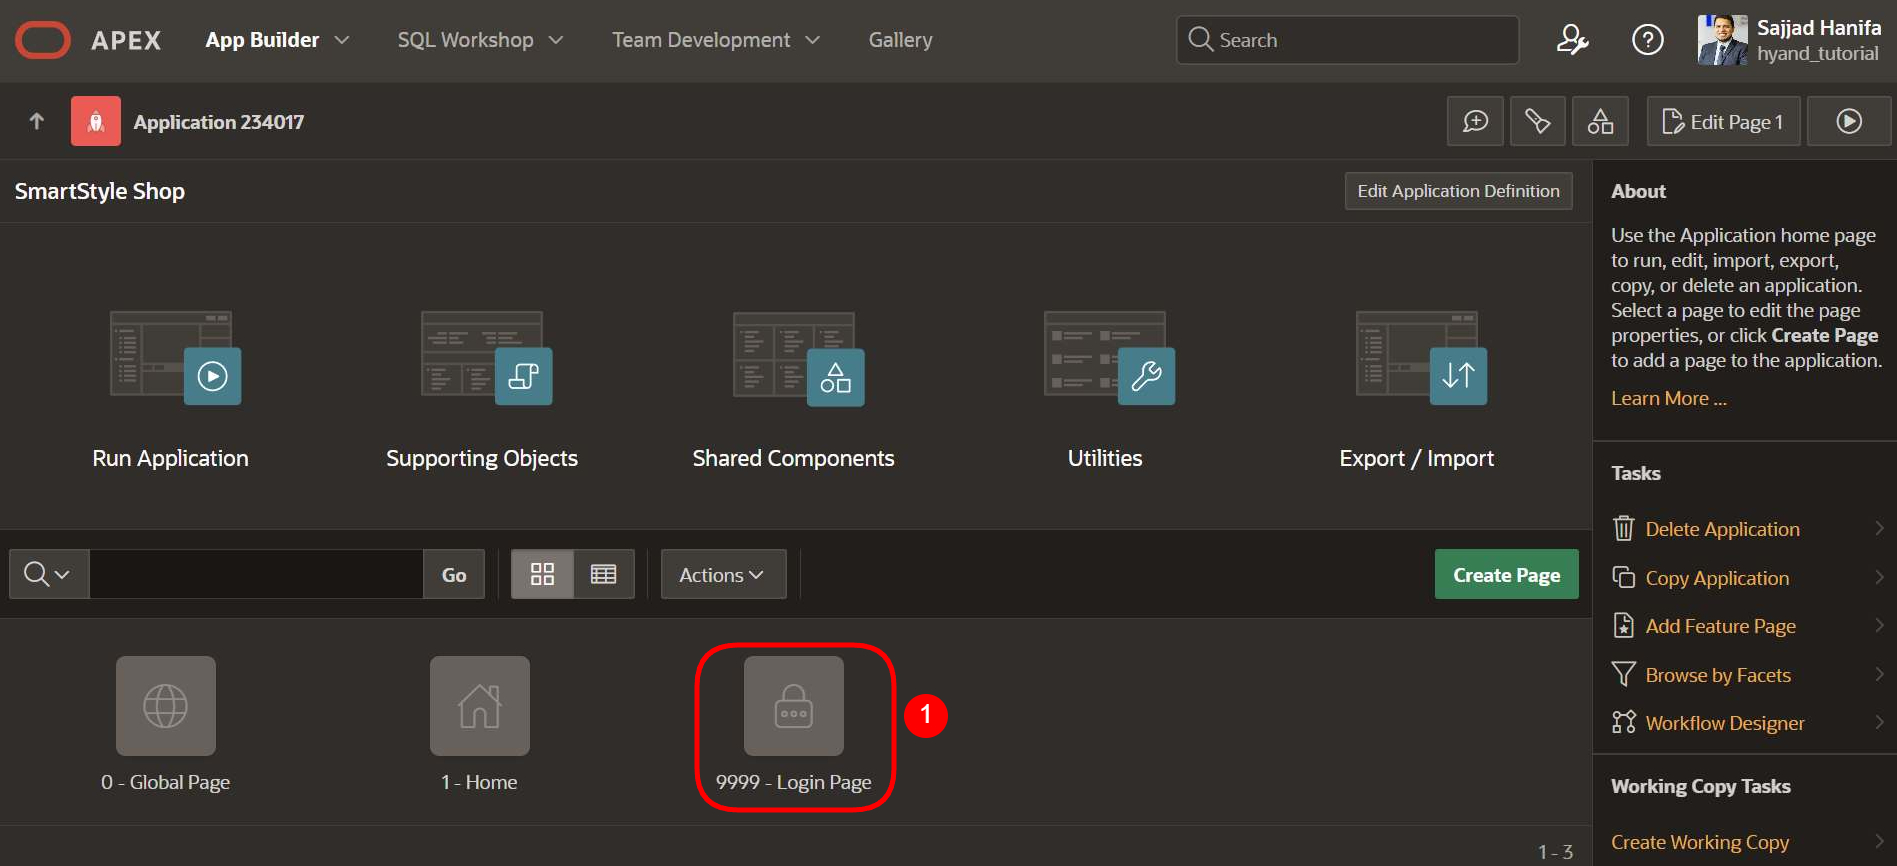 APEX
App Builder
SQL Workshop
Team Development
Gallery
Search
Sajjad Hanifa
hyand_tutorial
Application 234017
Edit Page 1
SmartStyle Shop
Edit Application Definition
Run Application
Supporting Objects
Shared Components
Utilities
Export / Import
Go
Actions
Create Page
0 - Global Page
1 - Home
9999 - Login Page
1
1 - 3
About
Use the Application home page
to run, edit, import, export,
copy, or delete an application.
Select a page to edit the page
properties, or click Create Page
to add a page to the application.
Learn More ...
Tasks
Delete Application
Copy Application
Add Feature Page
Browse by Facets
Workflow Designer
Working Copy Tasks
Create Working Copy